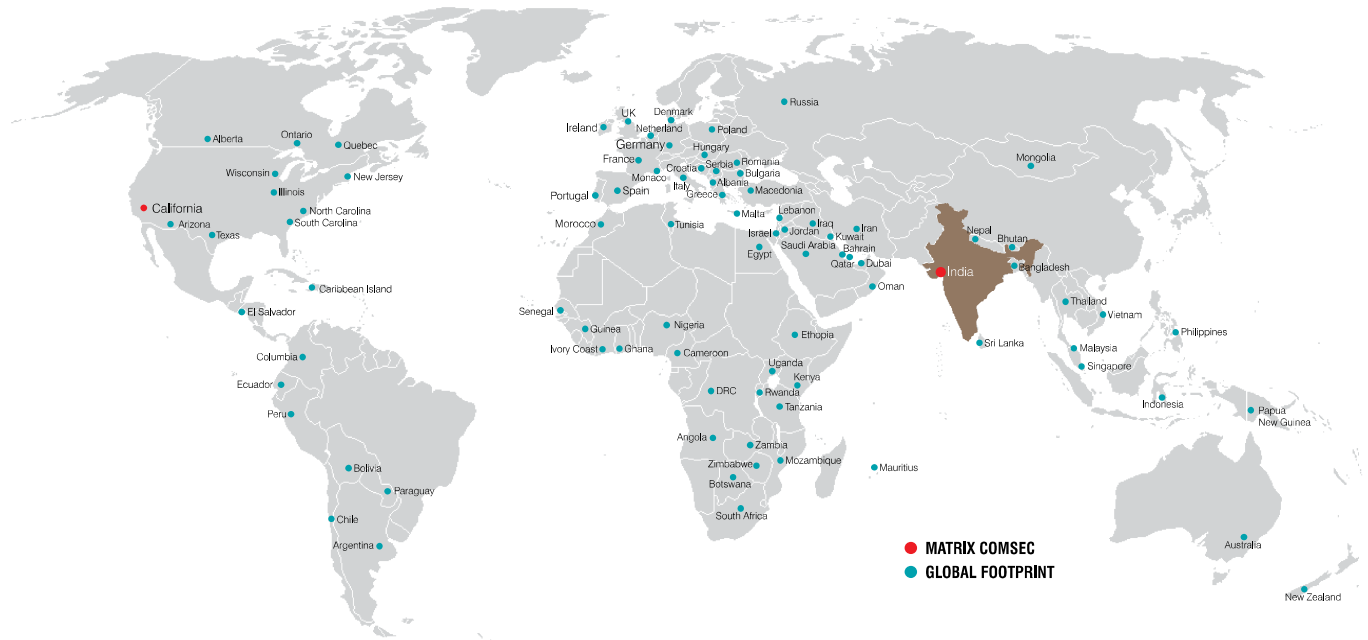 Russia
UK
Denmark
Ireland
Netherland
Poland
Alberta
Ontario
Quebec
Germany
Hungary
France
Croatia
Serbia
Romania
Mongolia
Wisconsin
New Jersey
Monaco
Italy
Bulgaria
Albania
Illinois
Portugal
Spain
Greece
Macedonia
California
North Carolina
South Carolina
Arizona
Texas
Morocco
Tunisia
Malta
Lebanon
Israel
Jordan
Iraq
Iran
Kuwait
Egypt
Saudi Arabia
Bahrain
Qatar
Dubai
Oman
Nepal
Bhutan
India
Bangladesh
Caribbean Island
El Salvador
Senegal
Guinea
Nigeria
Ethopia
Thailand
Vietnam
Philippines
Ivory Coast
Ghana
Cameroon
Sri Lanka
Malaysia
Singapore
Columbia
Ecuador
Peru
Uganda
Kenya
DRC
Rwanda
Tanzania
Indonesia
Papua
New Guinea
Angola
Zambia
Zimbabwe
Mozambique
Botswana
Mauritius
South Africa
Bolivia
Paraguay
Chile
Argentina
MATRIX COMSEC
GLOBAL FOOTPRINT
Australia
New Zealand